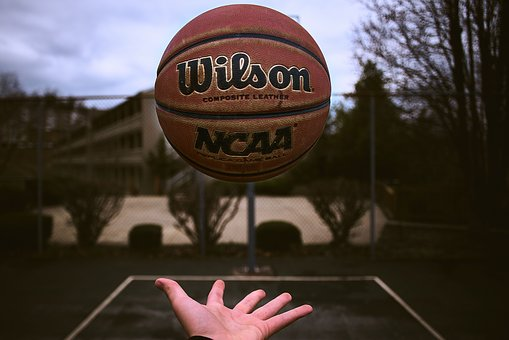 Wilson
COMPOSITE LEATHER
NCAA